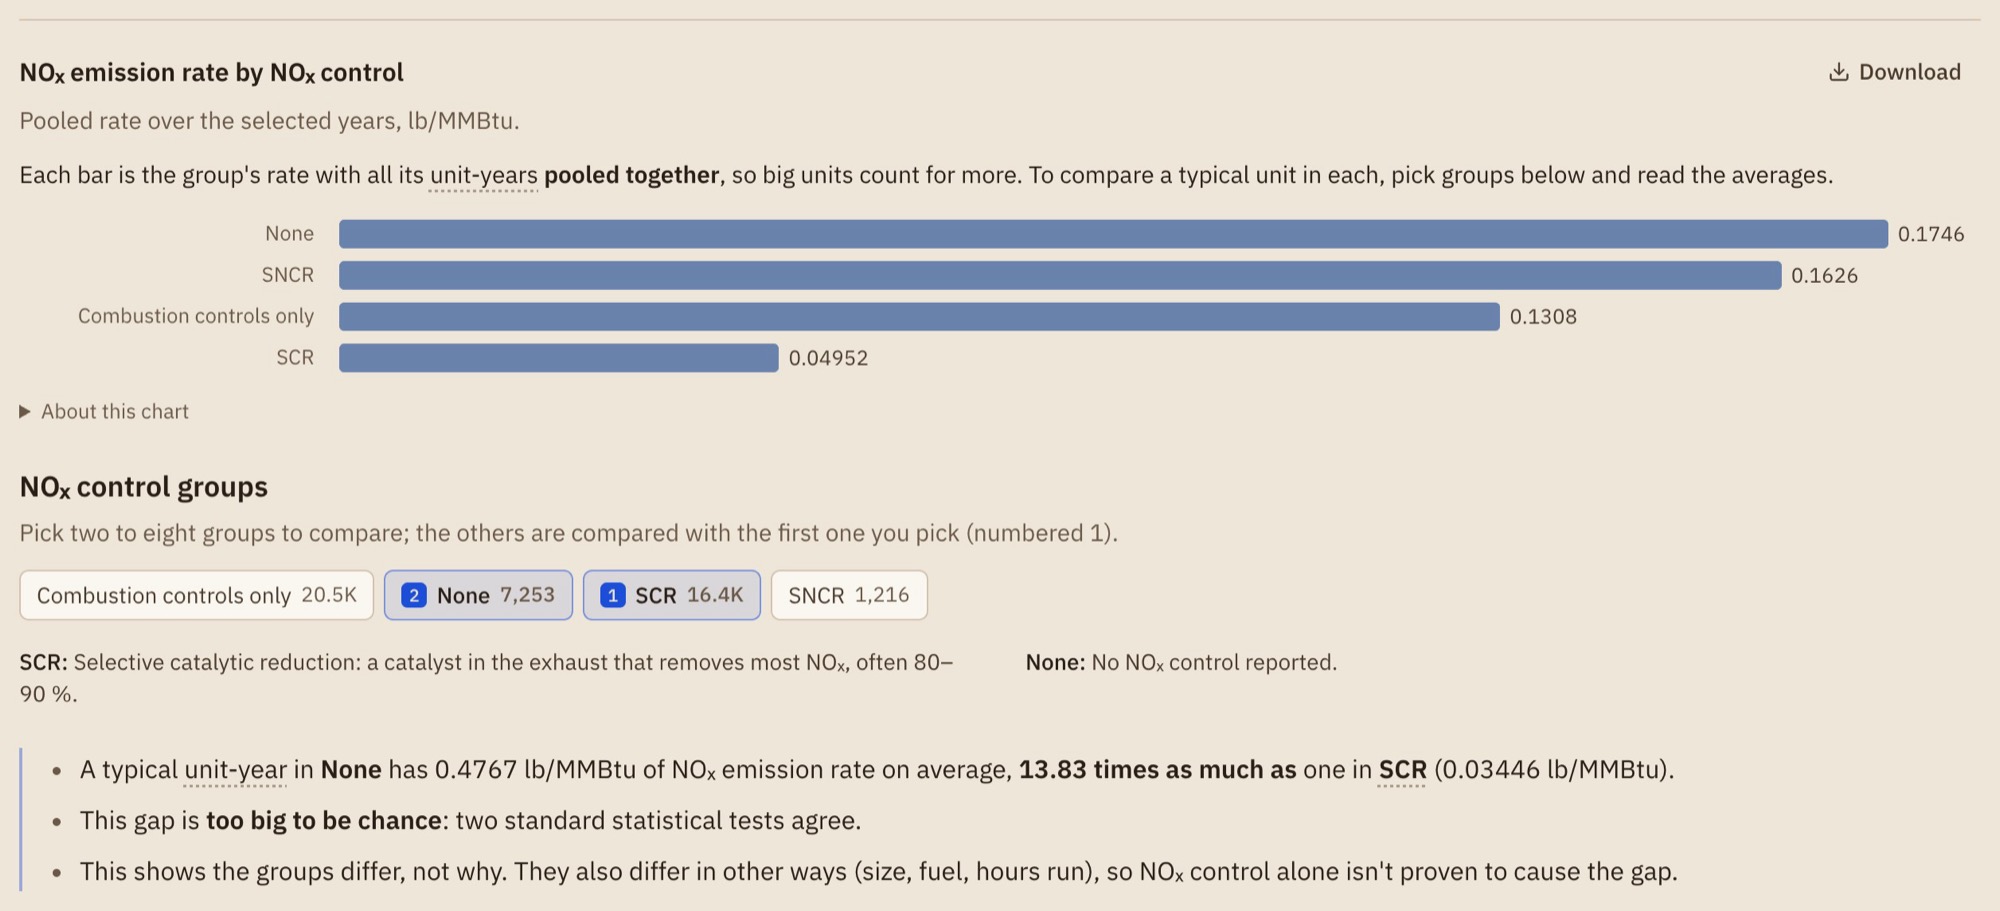 NOₓ emission rate by NOₓ control
Download
Pooled rate over the selected years, lb/MMBtu.
Each bar is the group's rate with all its unit-years pooled together, so big units count for more. To compare a typical unit in each, pick groups below and read the averages.
None 0.1746
SNCR 0.1626
Combustion controls only 0.1308
SCR 0.04952
▶ About this chart
NOₓ control groups
Pick two to eight groups to compare; the others are compared with the first one you pick (numbered 1).
Combustion controls only 20.5K 2 None 7,253 1 SCR 16.4K SNCR 1,216
SCR: Selective catalytic reduction: a catalyst in the exhaust that removes most NOₓ, often 80–
90 %.
None: No NOₓ control reported.
• A typical unit-year in None has 0.4767 lb/MMBtu of NOₓ emission rate on average, 13.83 times as much as one in SCR (0.03446 lb/MMBtu).
• This gap is too big to be chance: two standard statistical tests agree.
• This shows the groups differ, not why. They also differ in other ways (size, fuel, hours run), so NOₓ control alone isn't proven to cause the gap.